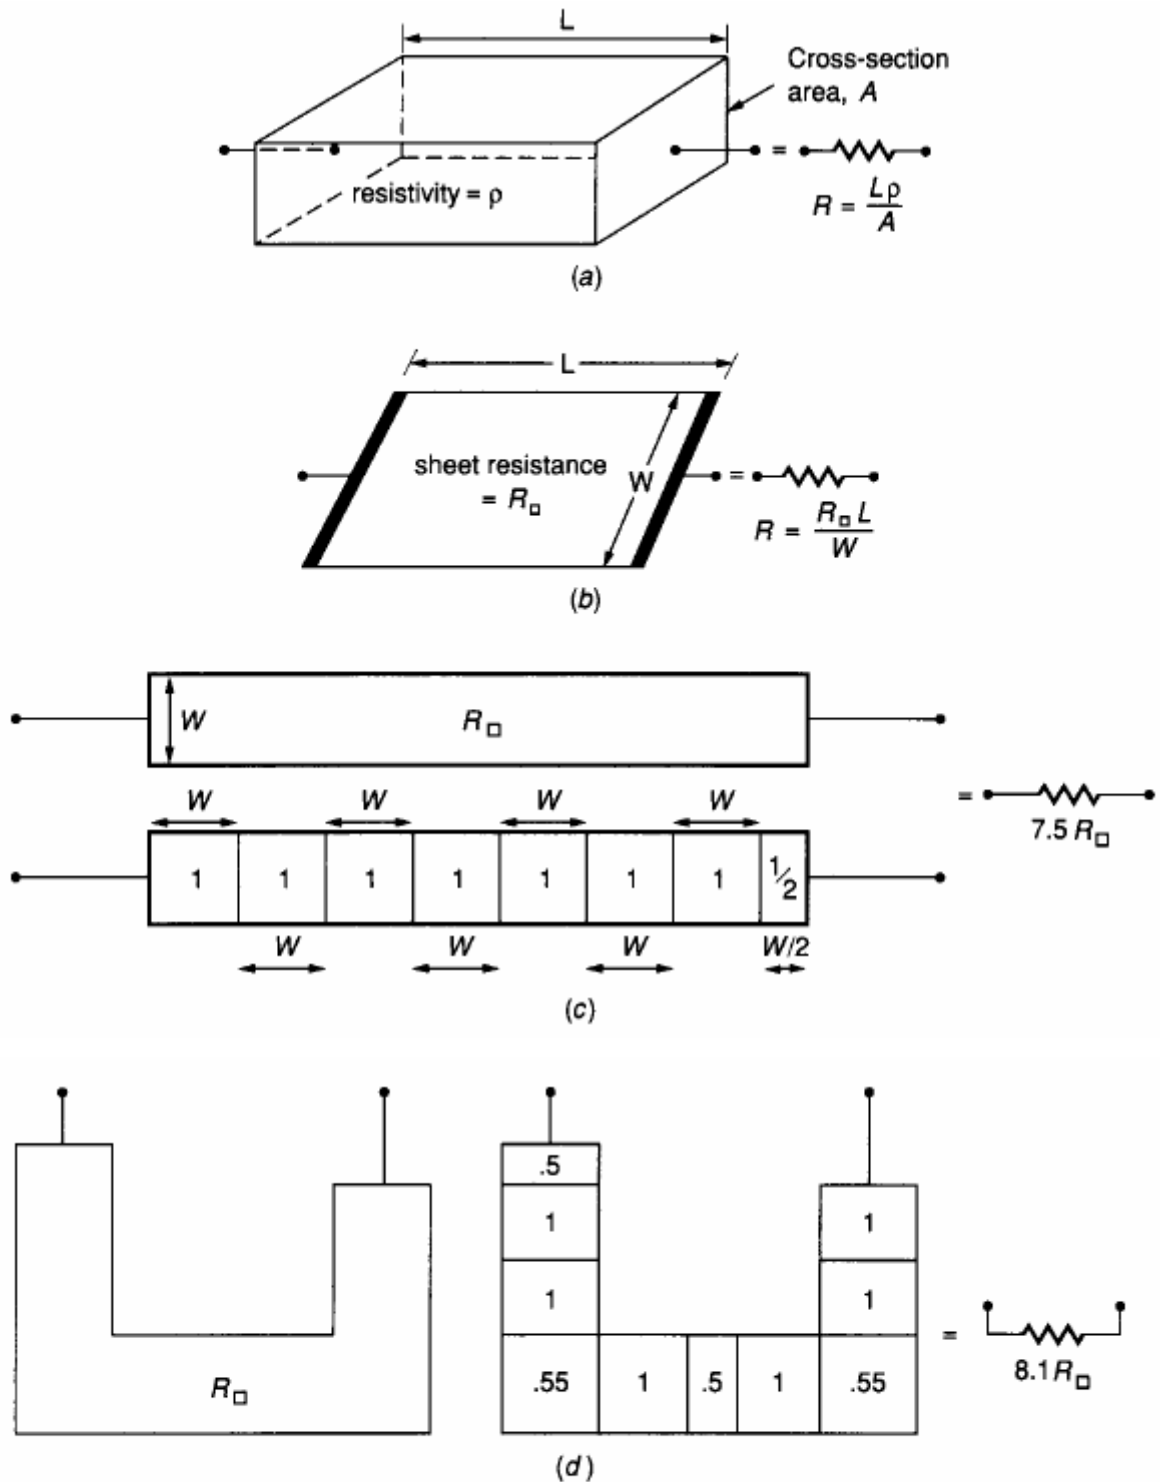 L
Cross-section
area, A
resistivity = ρ
=
R = Lρ/A
(a)
L
sheet resistance
= R□
W
=
R = R□ L/W
(b)
W
R□
W W W W
= 7.5 R□
1 1 1 1 1 1 1 1/2
W W W W/2
(c)
.5
1 1
1 1
R□
.55 1 .5 1 .55
= 8.1 R□
(d)